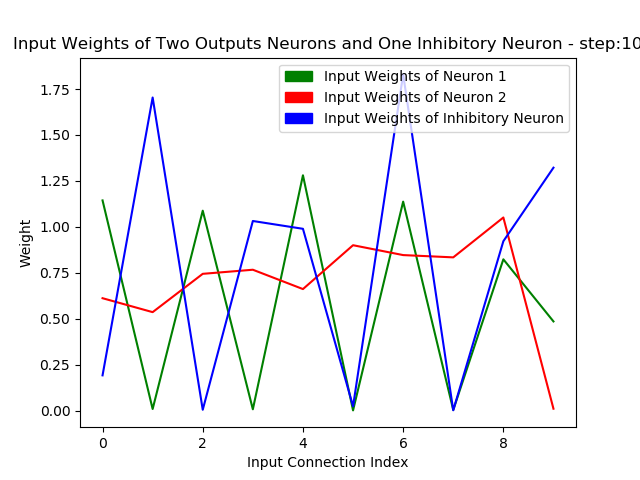 Input Weights of Two Outputs Neurons and One Inhibitory Neuron - step:10
Input Weights of Neuron 1
Input Weights of Neuron 2
Input Weights of Inhibitory Neuron
1.75
1.50
1.25
1.00
0.75
0.50
0.25
0.00
Weight
0 2 4 6 8
Input Connection Index